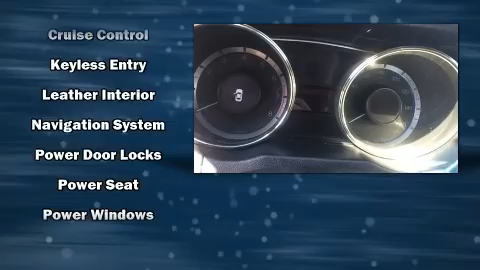 Cruise Control
Keyless Entry
Leather Interior
Navigation System
Power Door Locks
Power Seat
Power Windows